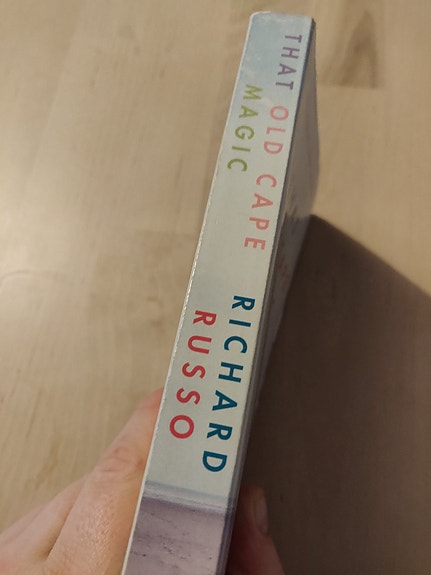 THAT OLD CAPE
MAGIC
RICHARD
RUSSO